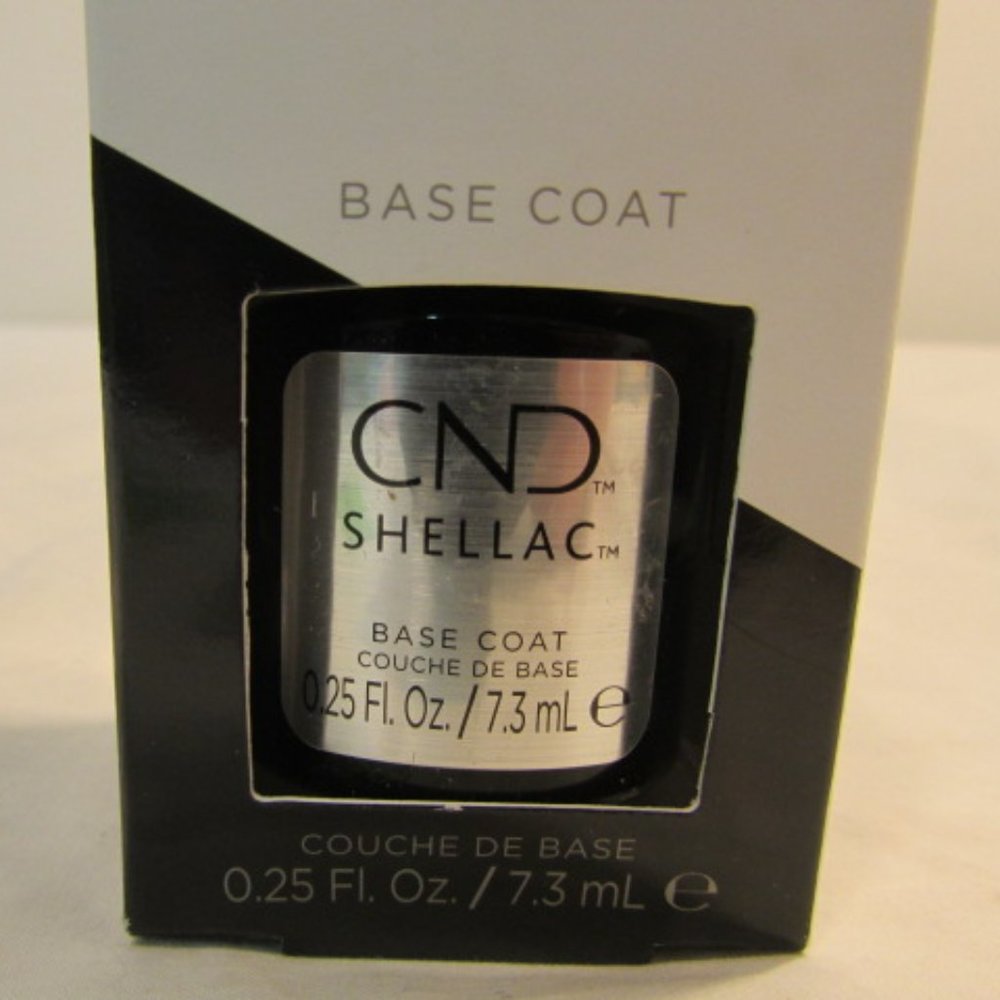 BASE COAT
CND™
SHELLAC™
BASE COAT
COUCHE DE BASE
0.25 Fl. Oz. / 7.3 mL ℮
COUCHE DE BASE
0.25 Fl. Oz. / 7.3 mL ℮